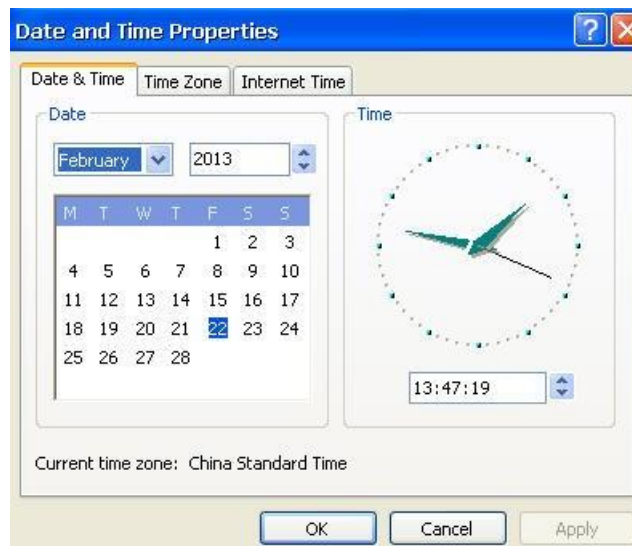 Date and Time Properties
Date & Time Time Zone Internet Time
Date
Time
February 2013
M T W T F S S
1 2 3
4 5 6 7 8 9 10
11 12 13 14 15 16 17
18 19 20 21 22 23 24
25 26 27 28
13:47:19
Current time zone: China Standard Time
OK Cancel Apply